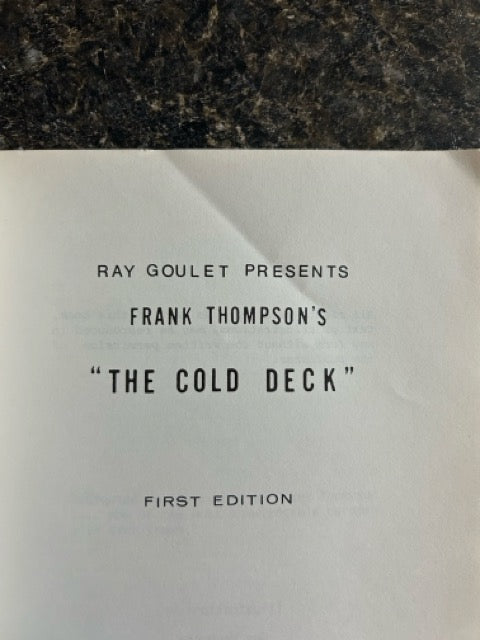 RAY GOULET PRESENTS
FRANK THOMPSON'S
"THE COLD DECK"
FIRST EDITION